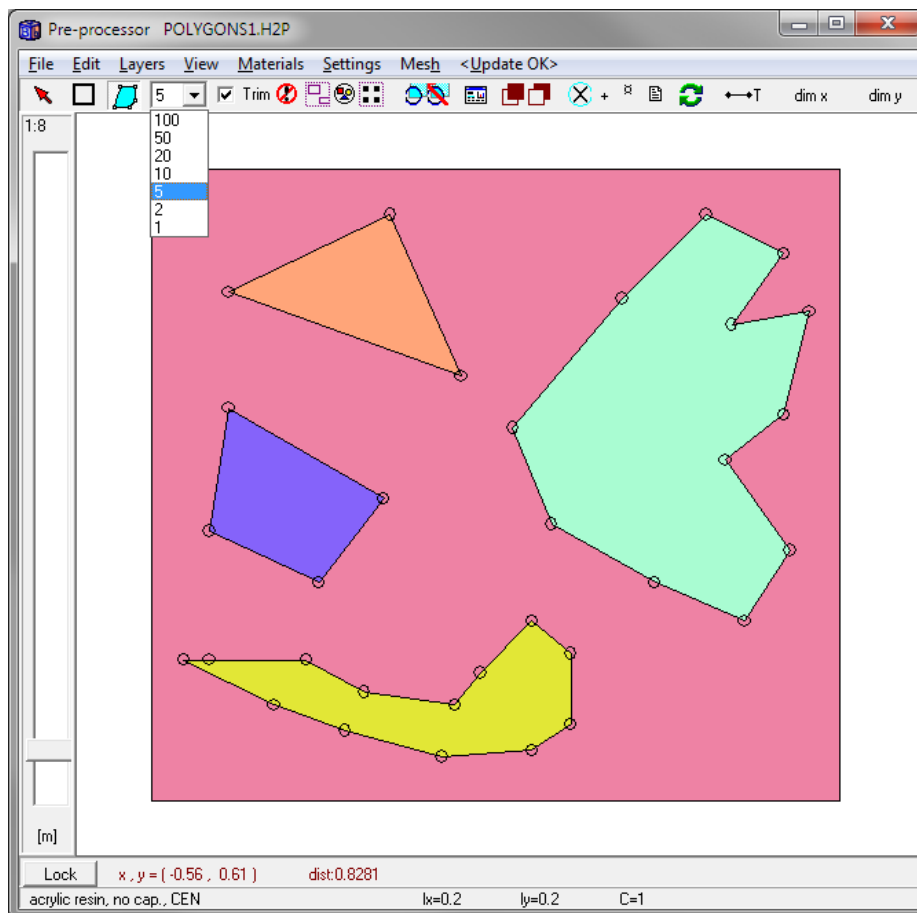 Pre-processor POLYGONS1.H2P
File Edit Layers View Materials Settings Mesh <Update OK>
5 Trim + T dim x dim y
1:8
100
50
20
10
5
2
1
[m]
Lock x , y = ( -0.56 , 0.61 ) dist:0.8281
acrylic resin, no cap., CEN lx=0.2 ly=0.2 C=1